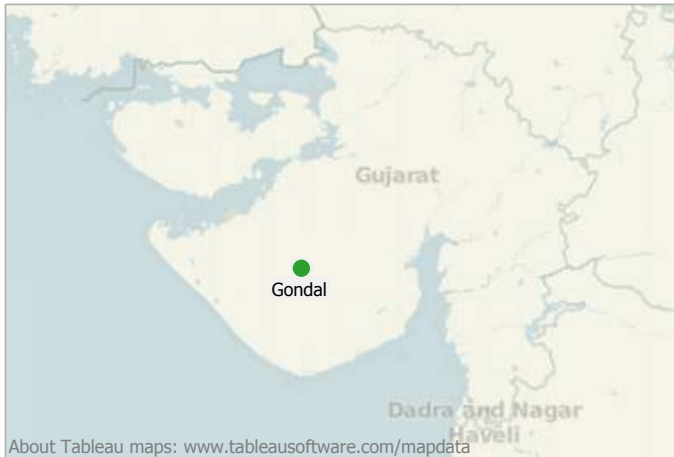 Gujarat
Gondal
Dadra and Nagar
Haveli
About Tableau maps: www.tableausoftware.com/mapdata